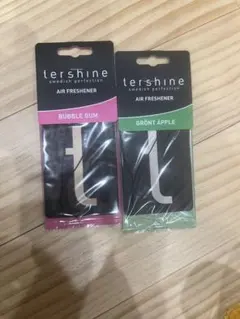 tershine
swedish perfection
AIR FRESHENER
BUBBLE GUM
t
tershine
swedish perfection
AIR FRESHENER
GRÖNT ÄPPLE
t